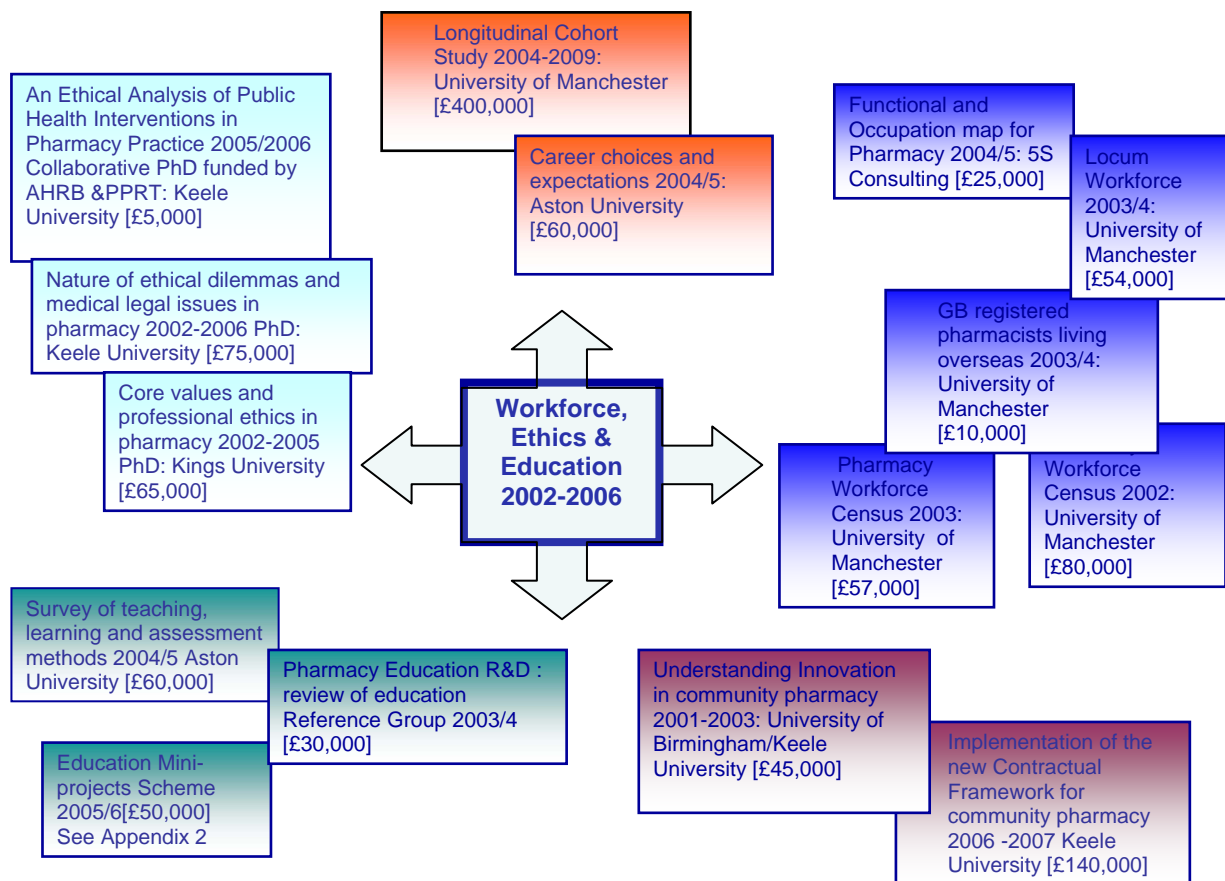 Longitudinal Cohort
Study 2004-2009:
University of Manchester
[£400,000]
Career choices and
expectations 2004/5:
Aston University
[£60,000]
An Ethical Analysis of Public
Health Interventions in
Pharmacy Practice 2005/2006
Collaborative PhD funded by
AHRB &PPRT: Keele
University [£5,000]
Nature of ethical dilemmas and
medical legal issues in
pharmacy 2002-2006 PhD:
Keele University [£75,000]
Core values and
professional ethics in
pharmacy 2002-2005
PhD: Kings University
[£65,000]
Workforce,
Ethics &
Education
2002-2006
Functional and
Occupation map for
Pharmacy 2004/5: 5S
Consulting [£25,000]
Locum
Workforce
2003/4:
University of
Manchester
[£54,000]
GB registered
pharmacists living
overseas 2003/4:
University of
Manchester
[£10,000]
Pharmacy
Workforce
Census 2003:
University of
Manchester
[£57,000]
Workforce
Census 2002:
University of
Manchester
[£80,000]
Survey of teaching,
learning and assessment
methods 2004/5 Aston
University [£60,000]
Pharmacy Education R&D :
review of education
Reference Group 2003/4
[£30,000]
Education Mini-
projects Scheme
2005/6[£50,000]
See Appendix 2
Understanding Innovation
in community pharmacy
2001-2003: University of
Birmingham/Keele
University [£45,000]
Implementation of the
new Contractual
Framework for
community pharmacy
2006 -2007 Keele
University [£140,000]